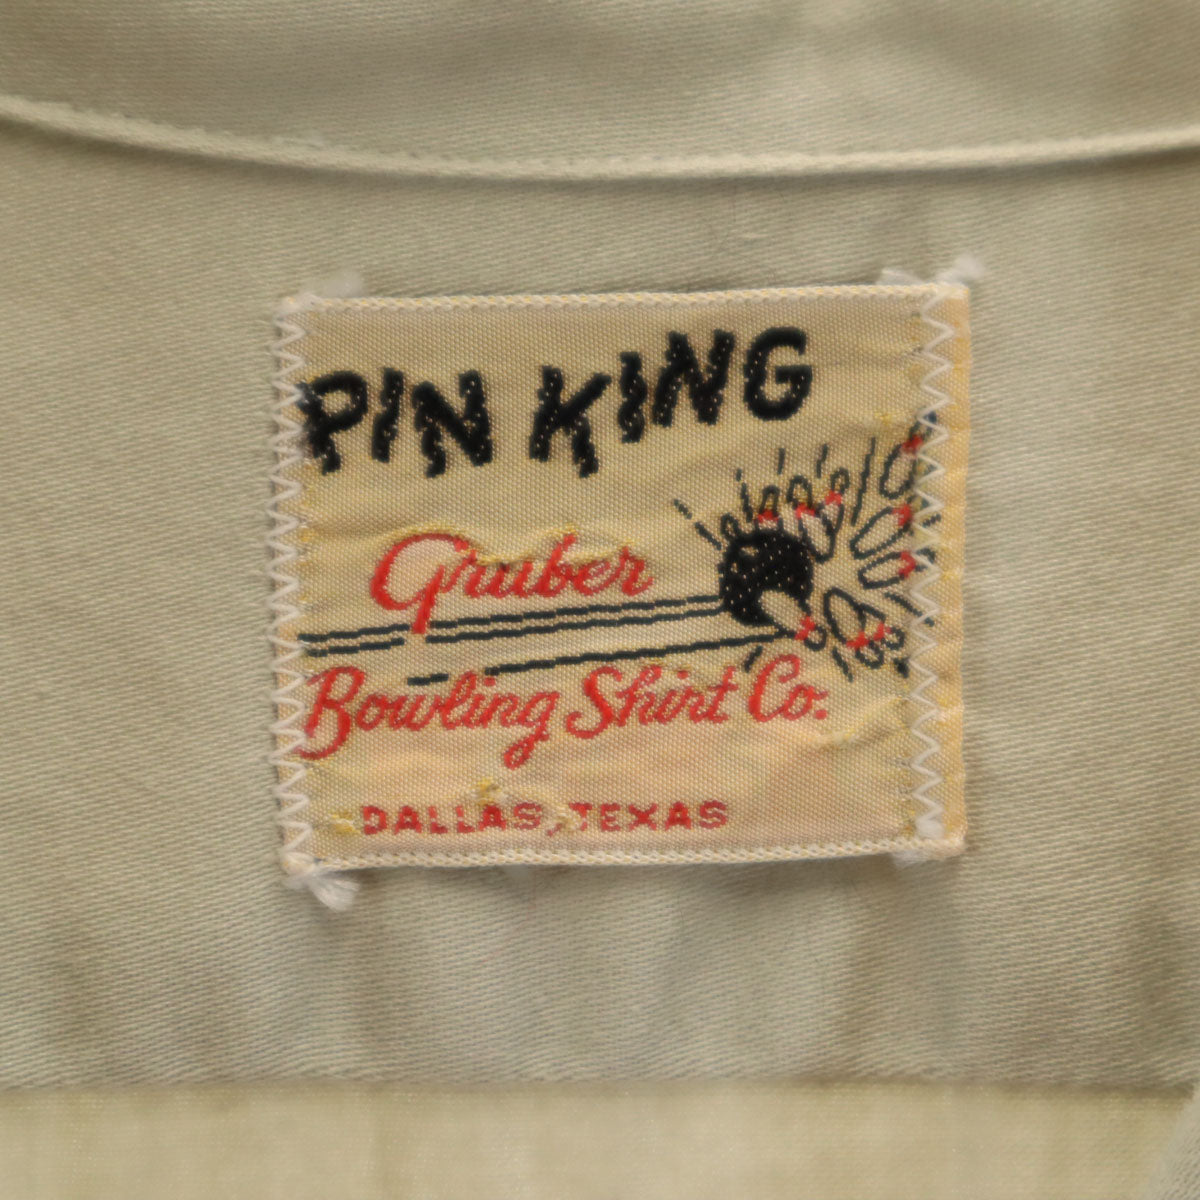 PIN KING
Gruber
Bowling Shirt Co.
DALLAS, TEXAS